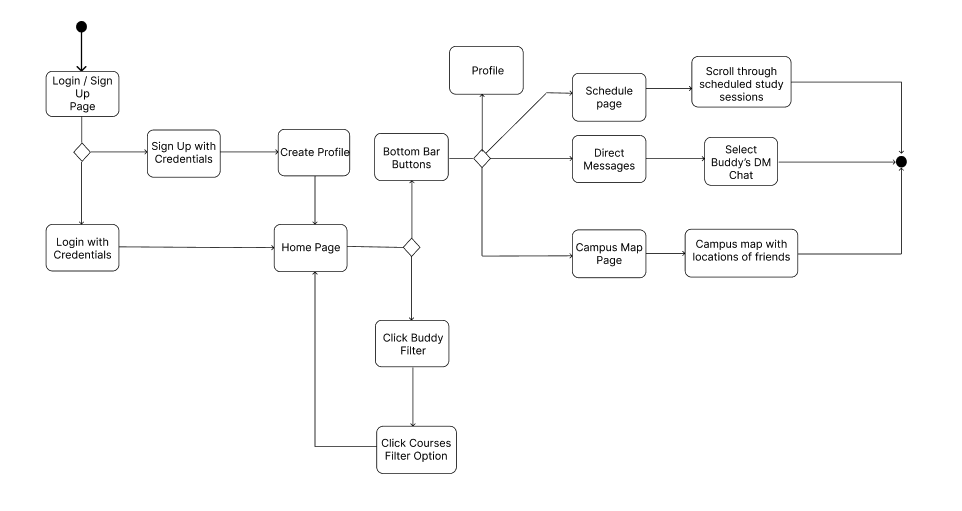 Login / Sign
Up
Page
Sign Up with
Credentials
Create Profile
Login with
Credentials
Home Page
Bottom Bar
Buttons
Click Buddy
Filter
Click Courses
Filter Option
Profile
Schedule
page
Scroll through
scheduled study
sessions
Direct
Messages
Select
Buddy's DM
Chat
Campus Map
Page
Campus map with
locations of friends